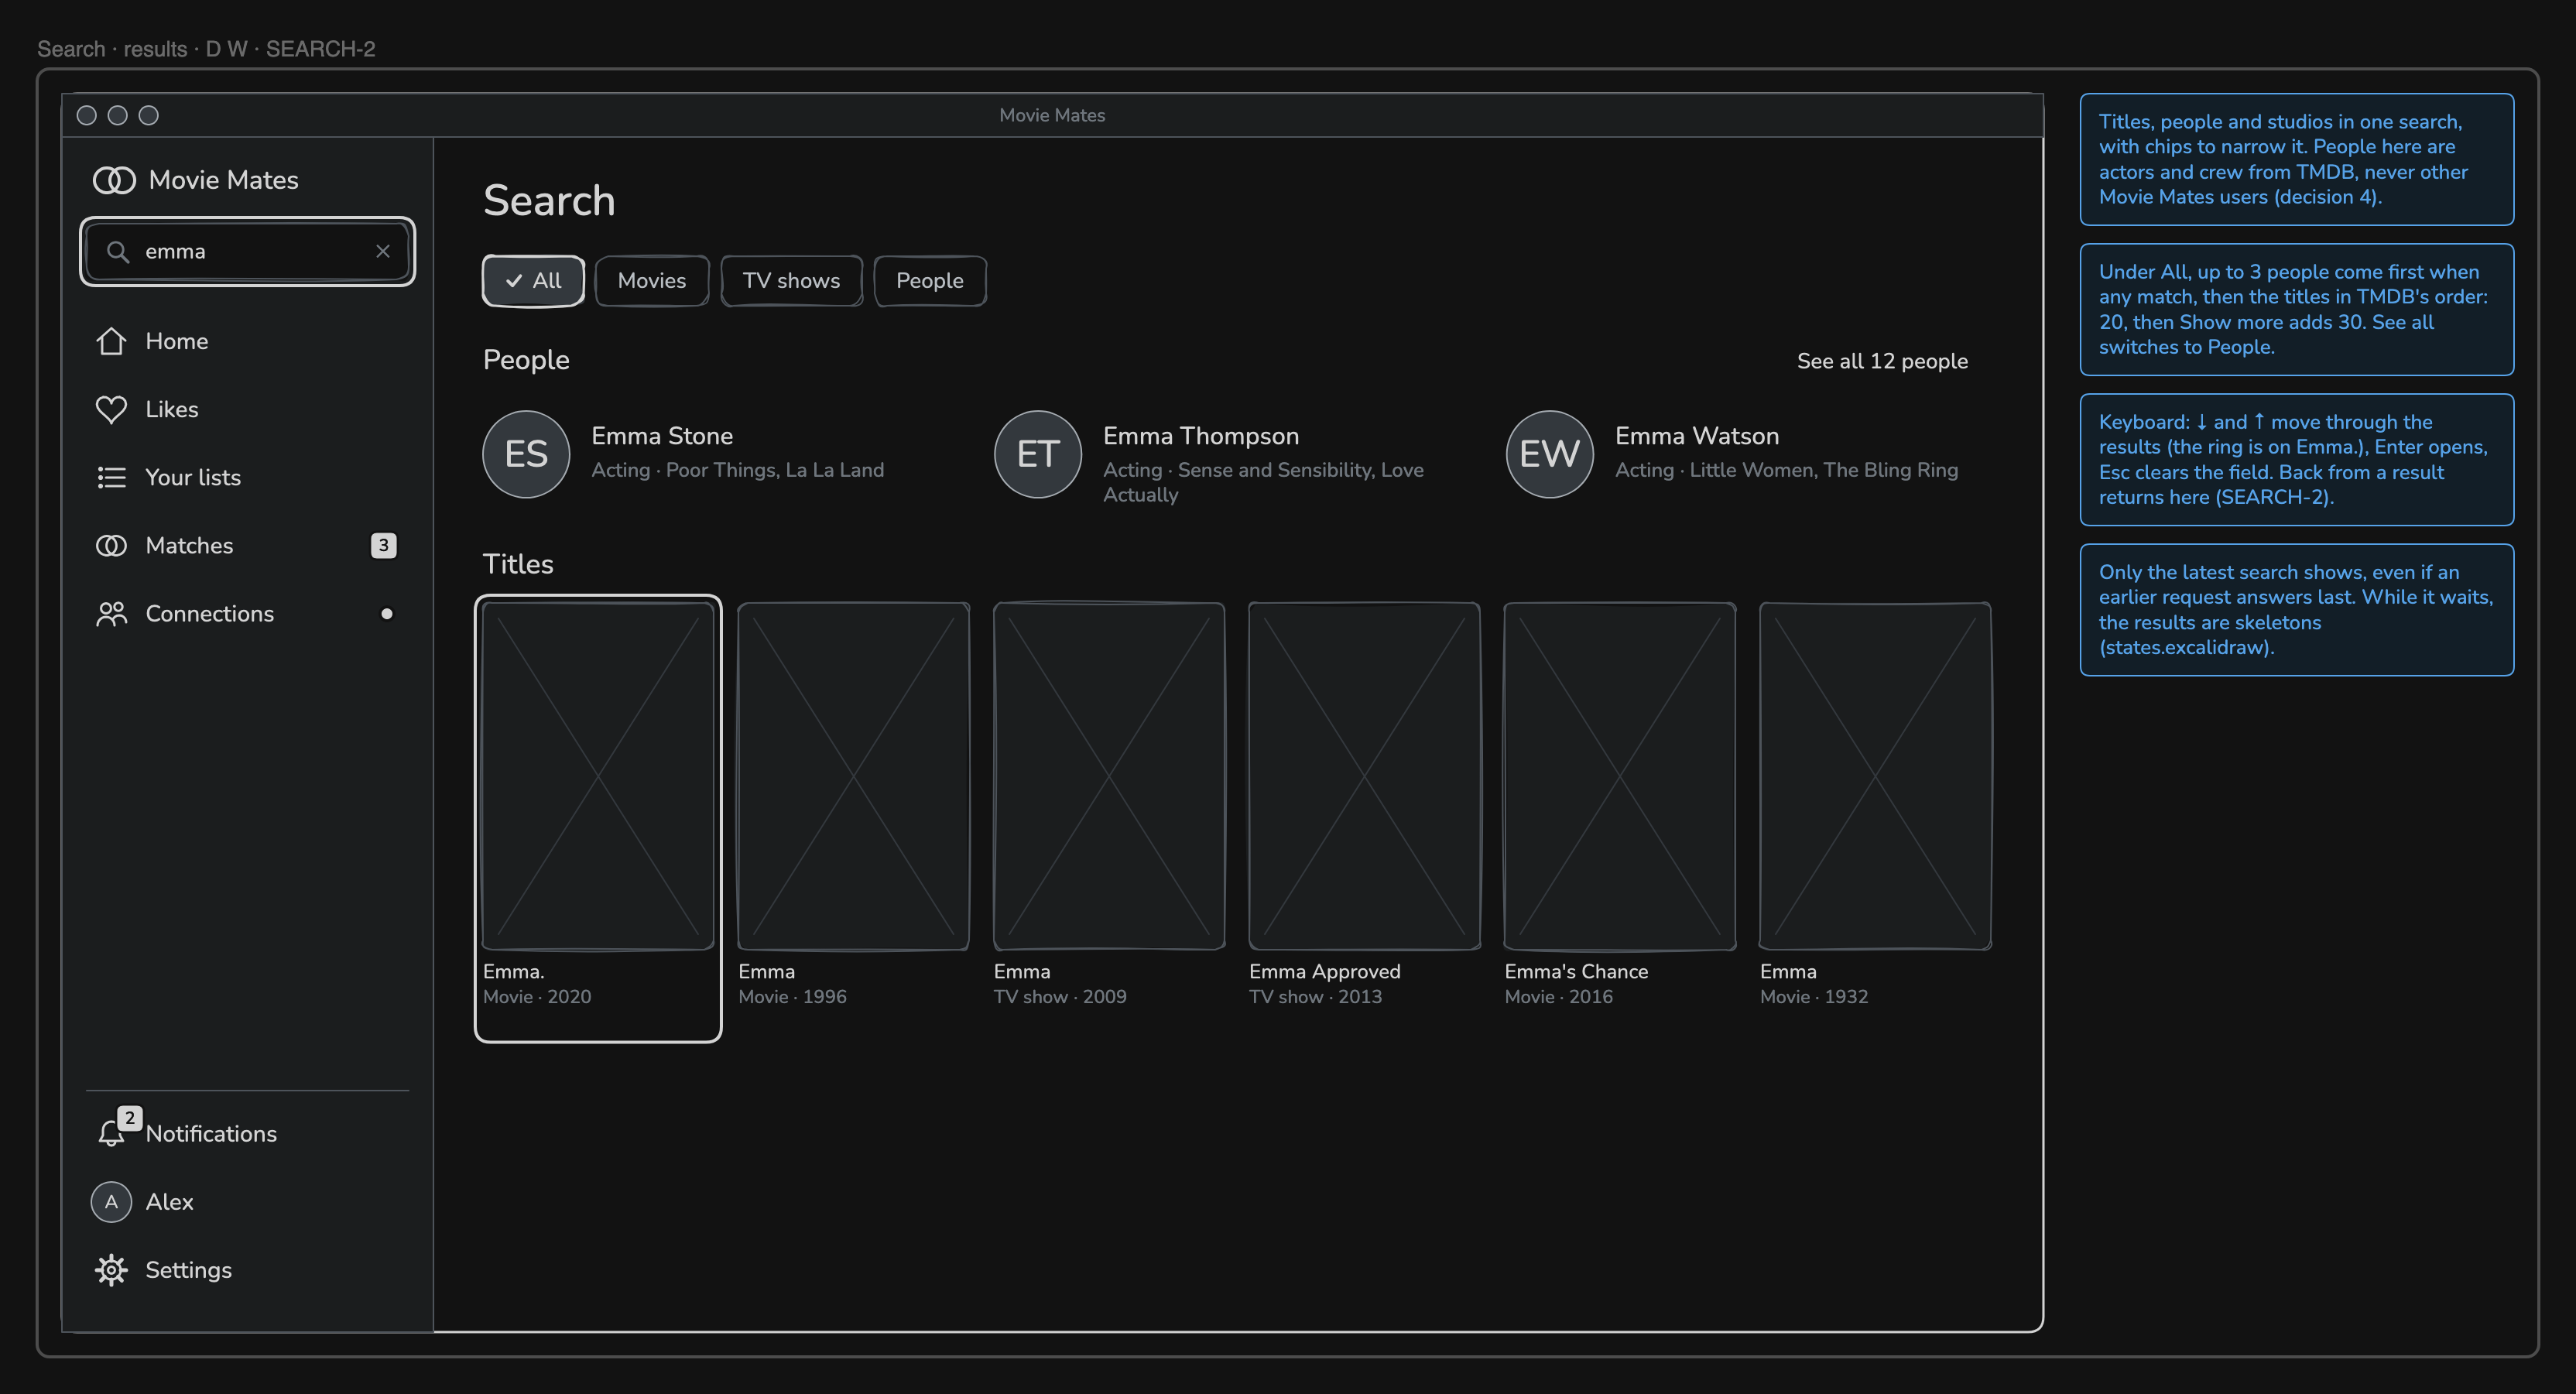 Search · results · D W · SEARCH-2
Movie Mates
Movie Mates
emma
Home
Likes
Your lists
Matches
3
Connections
2
Notifications
A
Alex
Settings
Search
All
Movies
TV shows
People
People
See all 12 people
ES
Emma Stone
Acting · Poor Things, La La Land
ET
Emma Thompson
Acting · Sense and Sensibility, Love
Actually
EW
Emma Watson
Acting · Little Women, The Bling Ring
Titles
Emma.
Movie · 2020
Emma
Movie · 1996
Emma
TV show · 2009
Emma Approved
TV show · 2013
Emma's Chance
Movie · 2016
Emma
Movie · 1932
Titles, people and studios in one search,
with chips to narrow it. People here are
actors and crew from TMDB, never other
Movie Mates users (decision 4).
Under All, up to 3 people come first when
any match, then the titles in TMDB's order:
20, then Show more adds 30. See all
switches to People.
Keyboard: ↓ and ↑ move through the
results (the ring is on Emma.), Enter opens,
Esc clears the field. Back from a result
returns here (SEARCH-2).
Only the latest search shows, even if an
earlier request answers last. While it waits,
the results are skeletons
(states.excalidraw).